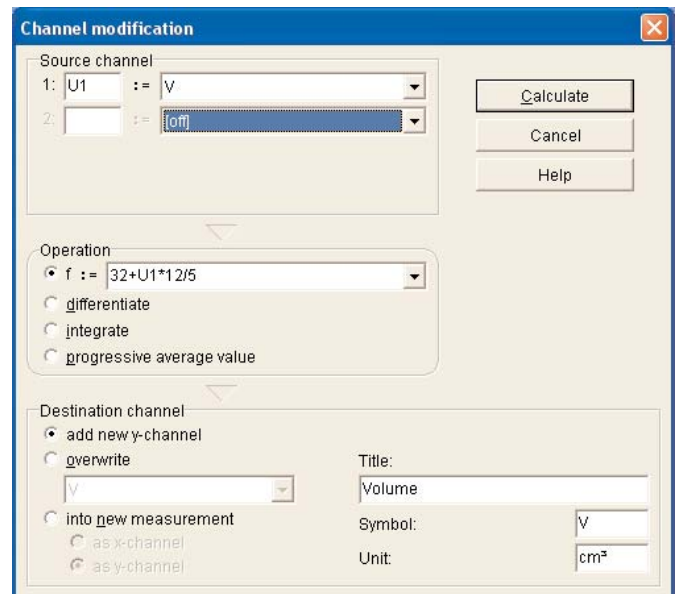 Channel modification
Source channel
1: U1 := V
Calculate
2: := [off]
Cancel
Help
Operation
f := 32+U1*12/5
differentiate
integrate
progressive average value
Destination channel
add new y-channel
overwrite
Title:
V
Volume
into new measurement
Symbol: V
as x-channel
as y-channel
Unit: cm³